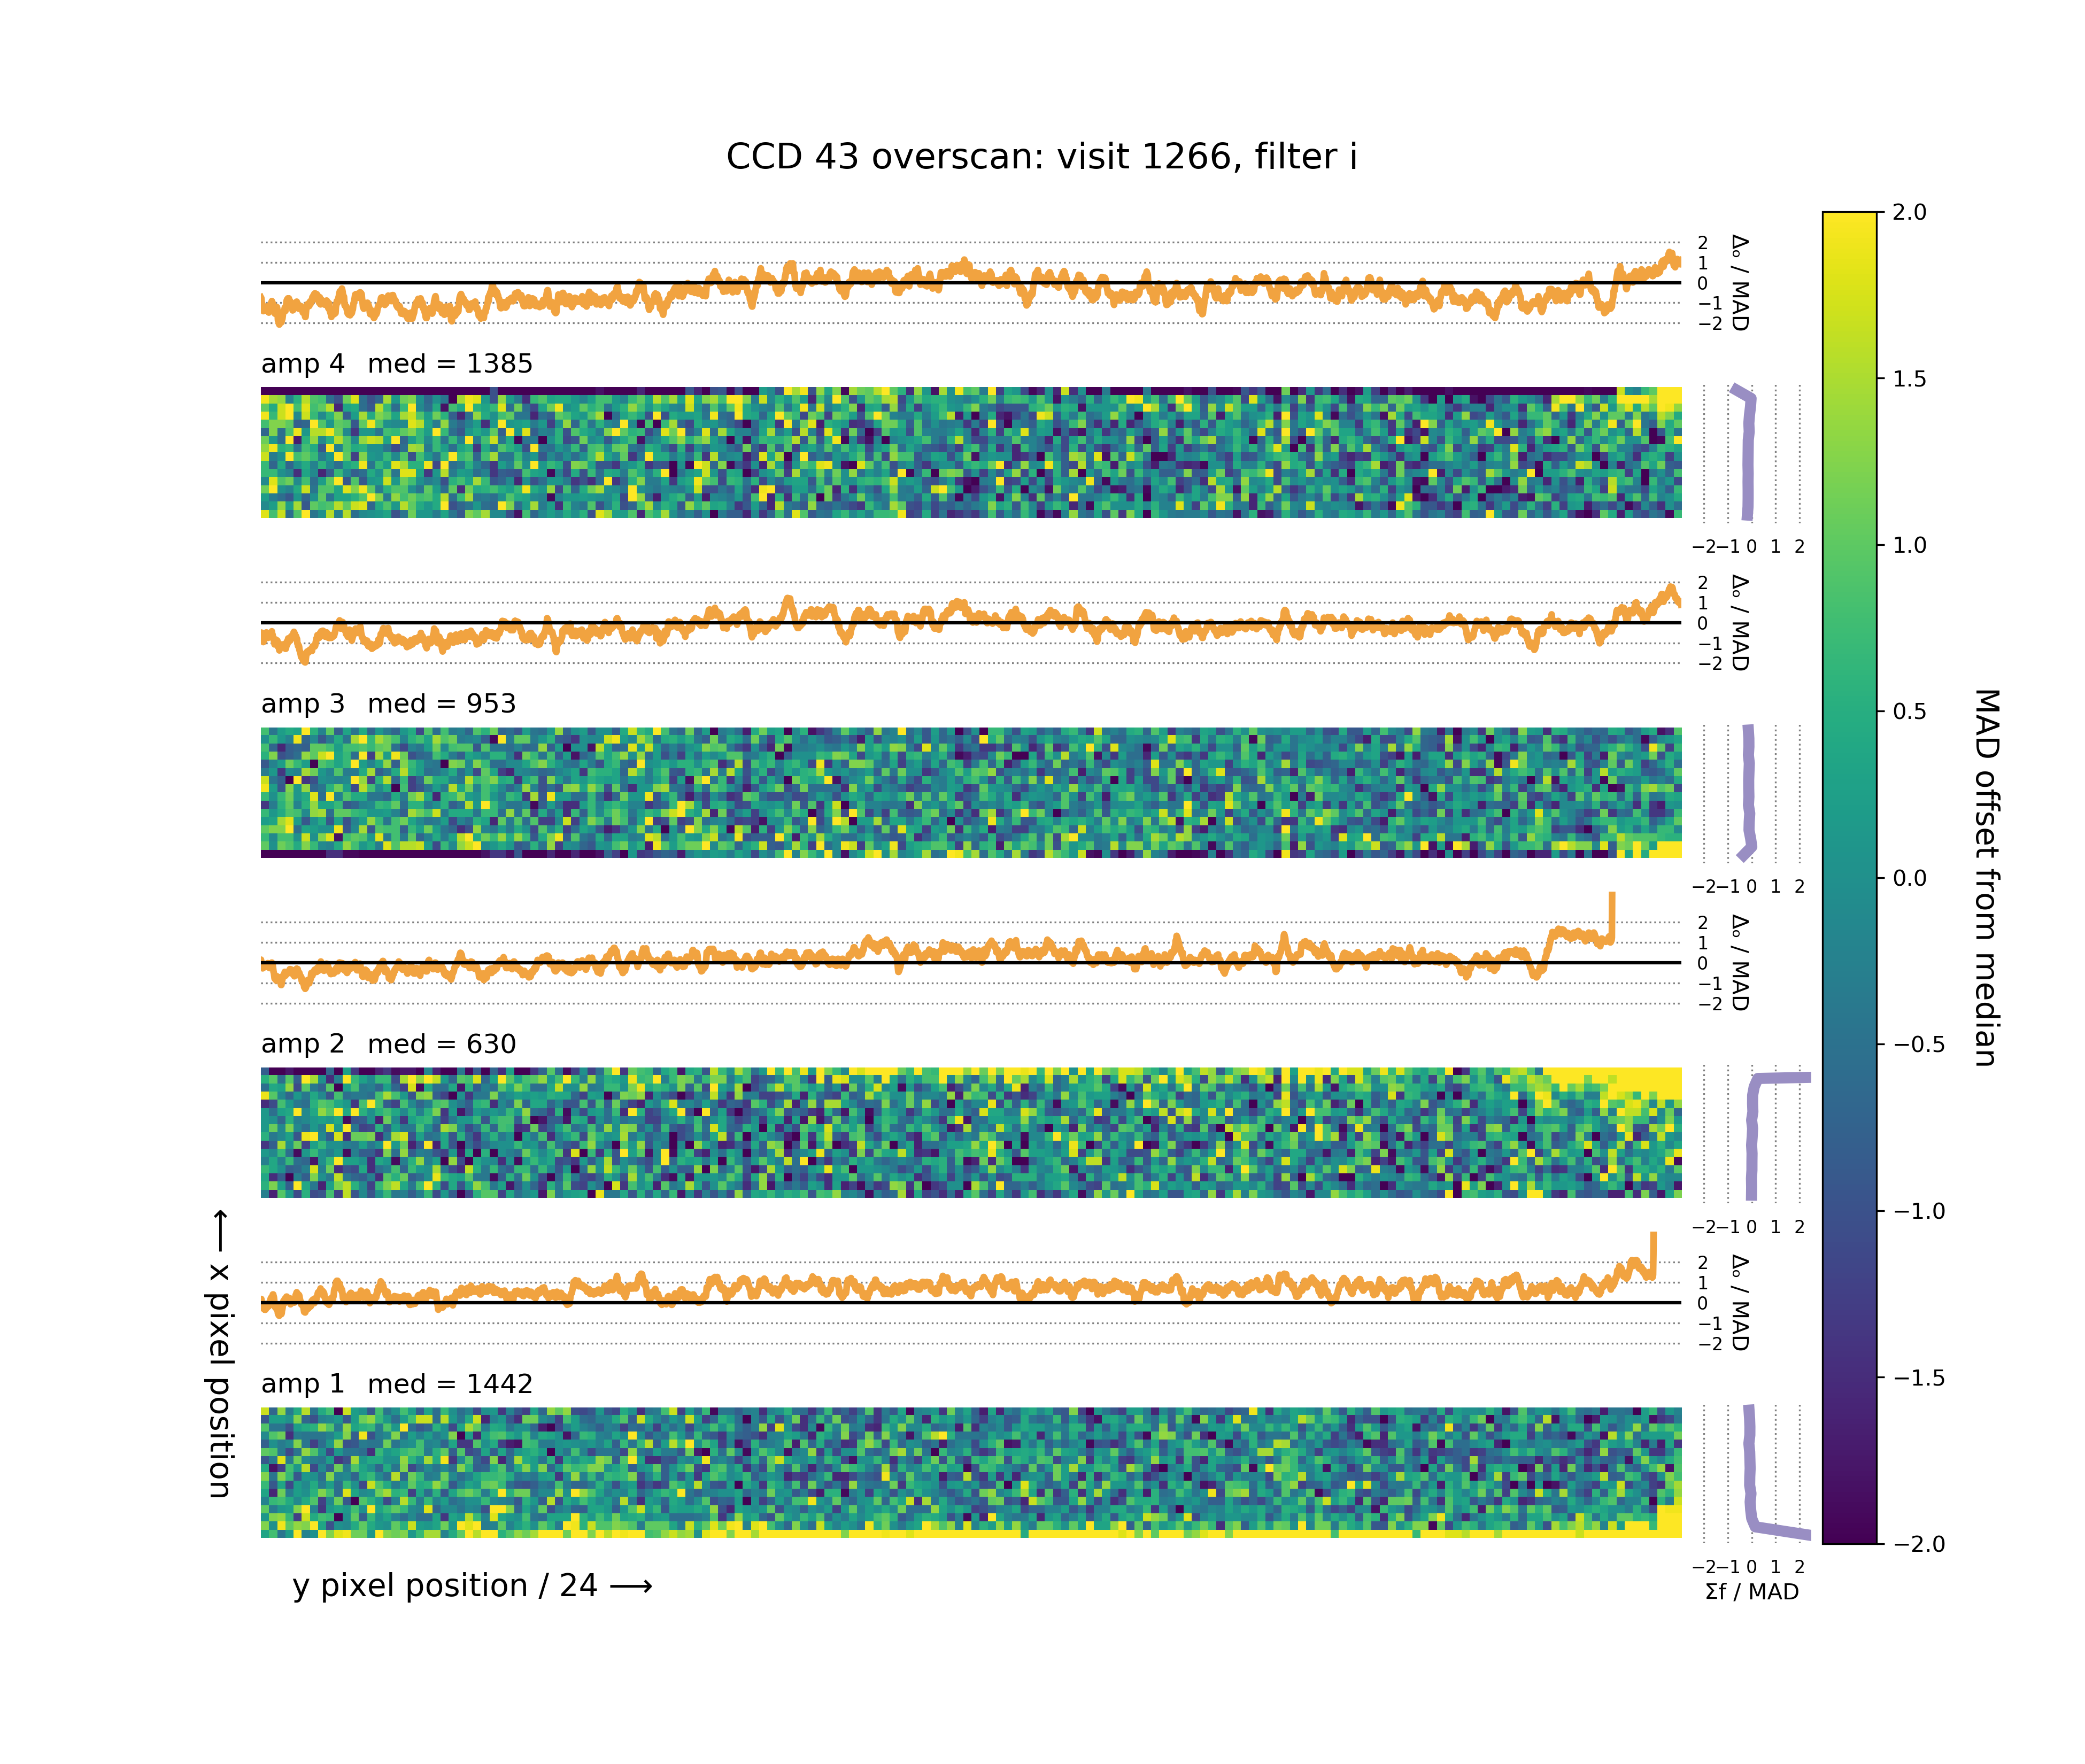 CCD 43 overscan: visit 1266, filter i
2
1
0
−1
−2
Δₒ / MAD
amp 4 med = 1385
−2 −1 0 1 2
2
1
0
−1
−2
Δₒ / MAD
amp 3 med = 953
−2 −1 0 1 2
2
1
0
−1
−2
Δₒ / MAD
amp 2 med = 630
−2 −1 0 1 2
2
1
0
−1
−2
Δₒ / MAD
amp 1 med = 1442
−2 −1 0 1 2
Σf / MAD
y pixel position / 24 ⟶
⟵ x pixel position
2.0
1.5
1.0
0.5
0.0
−0.5
−1.0
−1.5
−2.0
MAD offset from median